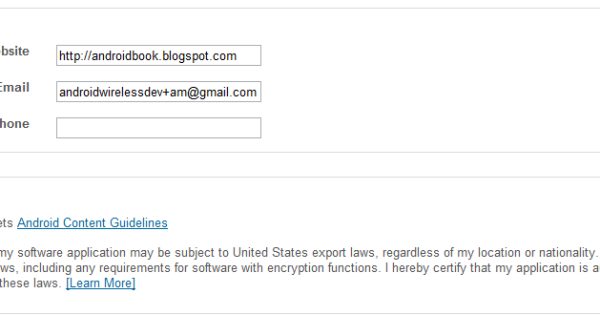 ebsite http://androidbook.blogspot.com
Email androidwirelessdev+am@gmail.com
hone
ets Android Content Guidelines
my software application may be subject to United States export laws, regardless of my location or nationality.
ws, including any requirements for software with encryption functions. I hereby certify that my application is a
these laws. [Learn More]